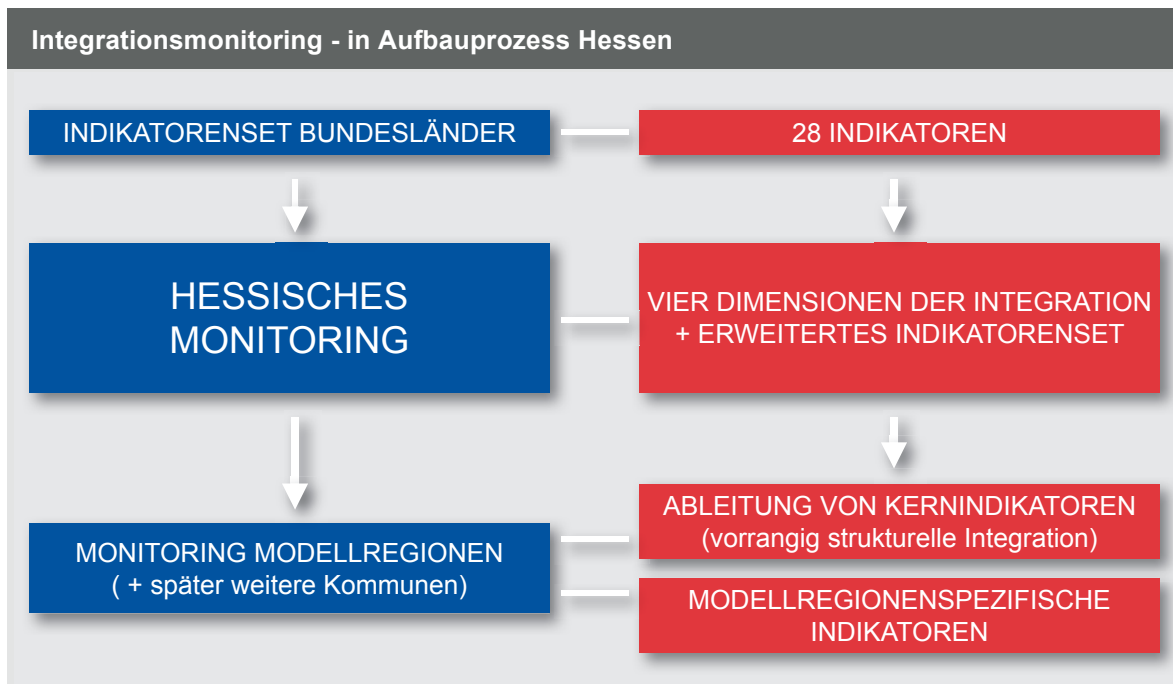 Integrationsmonitoring - in Aufbauprozess Hessen
INDIKATORENSET BUNDESLÄNDER
28 INDIKATOREN
HESSISCHES
MONITORING
VIER DIMENSIONEN DER INTEGRATION
+ ERWEITERTES INDIKATORENSET
MONITORING MODELLREGIONEN
( + später weitere Kommunen)
ABLEITUNG VON KERNINDIKATOREN
(vorrangig strukturelle Integration)
MODELLREGIONENSPEZIFISCHE
INDIKATOREN